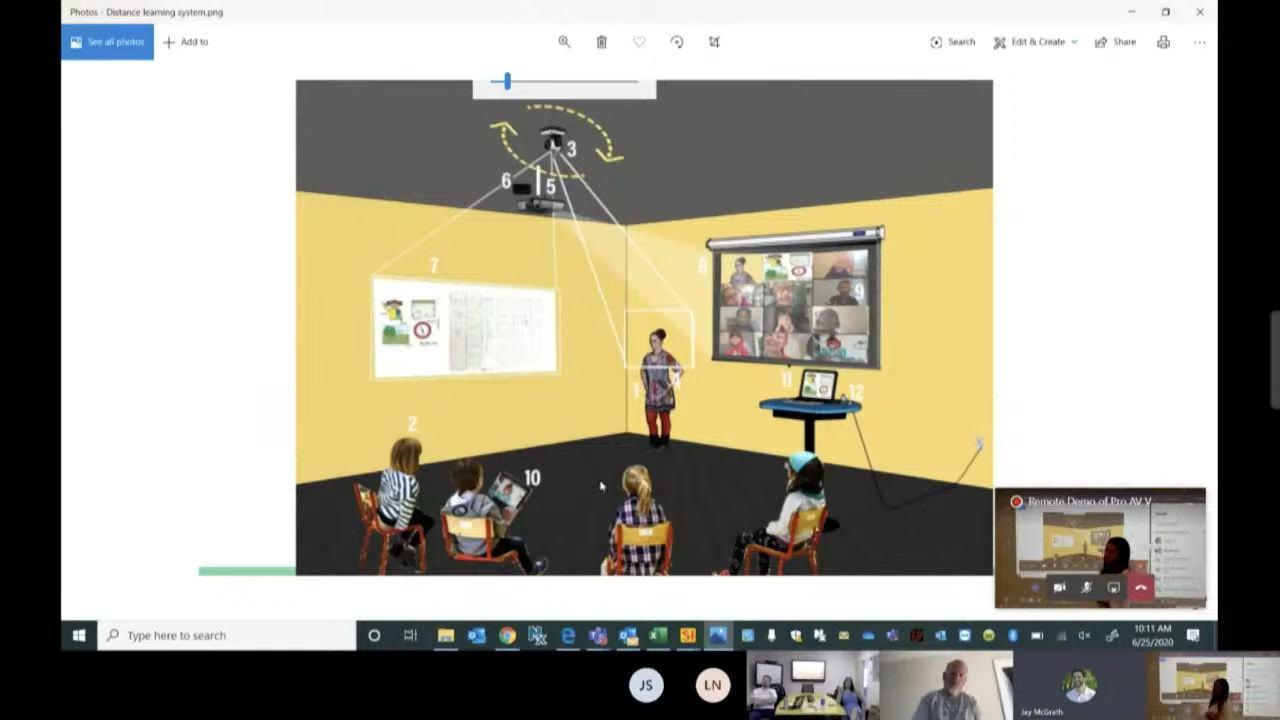 Photos - Distance learning system.png
See all photos
Add to
Search
Edit & Create
Share
3
6
5
7
8
9
1
4
11
12
2
10
Remote Demo of Pro AV V
Type here to search
10:11 AM
6/25/2020
JS
LN
Jay McGrath